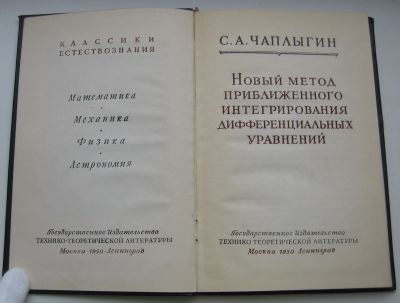 КЛАССИКИ
ЕСТЕСТВОЗНАНИЯ
Математика
Механика
Физика
Астрономия
Государственное Издательство
ТЕХНИКО-ТЕОРЕТИЧЕСКОЙ ЛИТЕРАТУРЫ
Москва · 1950 · Ленинград
С. А. ЧАПЛЫГИН
НОВЫЙ МЕТОД
ПРИБЛИЖЕННОГО
ИНТЕГРИРОВАНИЯ
ДИФФЕРЕНЦИАЛЬНЫХ
УРАВНЕНИЙ
Государственное Издательство
ТЕХНИКО-ТЕОРЕТИЧЕСКОЙ ЛИТЕРАТУРЫ
Москва · 1950 · Ленинград